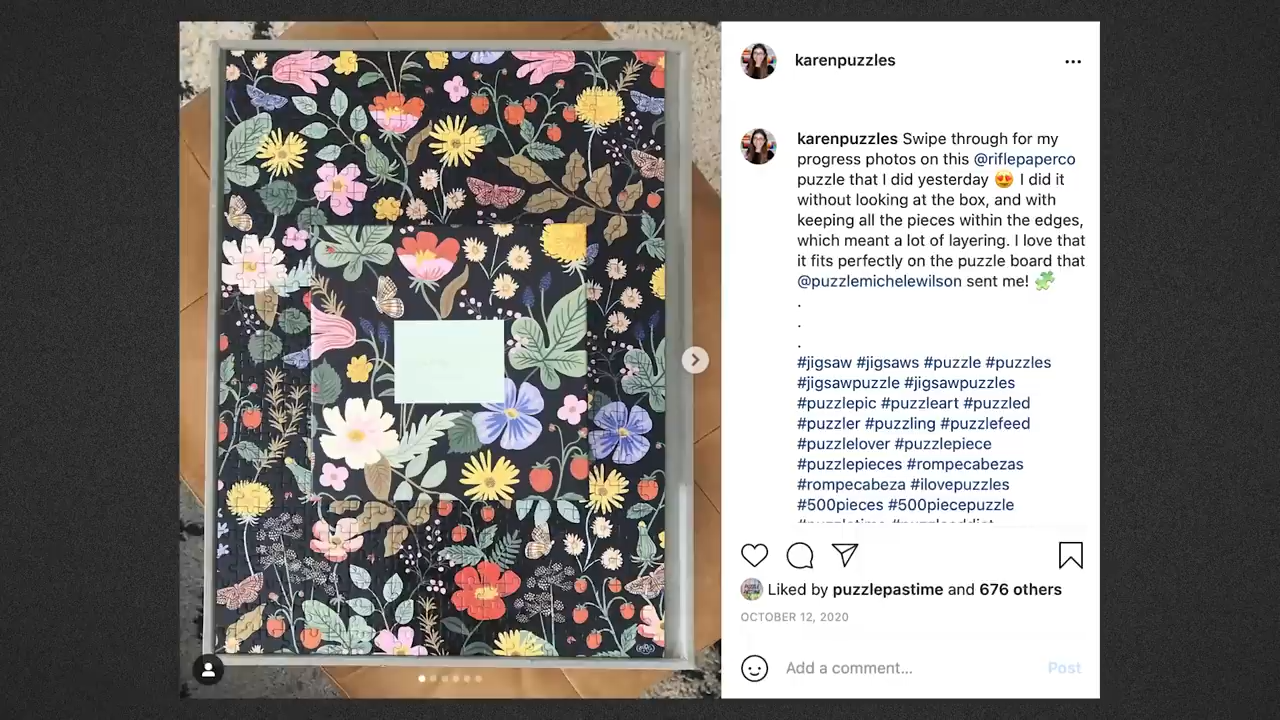 karenpuzzles
karenpuzzles Swipe through for my
progress photos on this @riflepaperco
puzzle that I did yesterday 😍 I did it
without looking at the box, and with
keeping all the pieces within the edges,
which meant a lot of layering. I love that
it fits perfectly on the puzzle board that
@puzzlemichelewilson sent me! 🧩
.
.
.
#jigsaw #jigsaws #puzzle #puzzles
#jigsawpuzzle #jigsawpuzzles
#puzzlepic #puzzleart #puzzled
#puzzler #puzzling #puzzlefeed
#puzzlelover #puzzlepiece
#puzzlepieces #rompecabezas
#rompecabeza #ilovepuzzles
#500pieces #500piecepuzzle
Liked by puzzlepastime and 676 others
OCTOBER 12, 2020
Add a comment...
Post